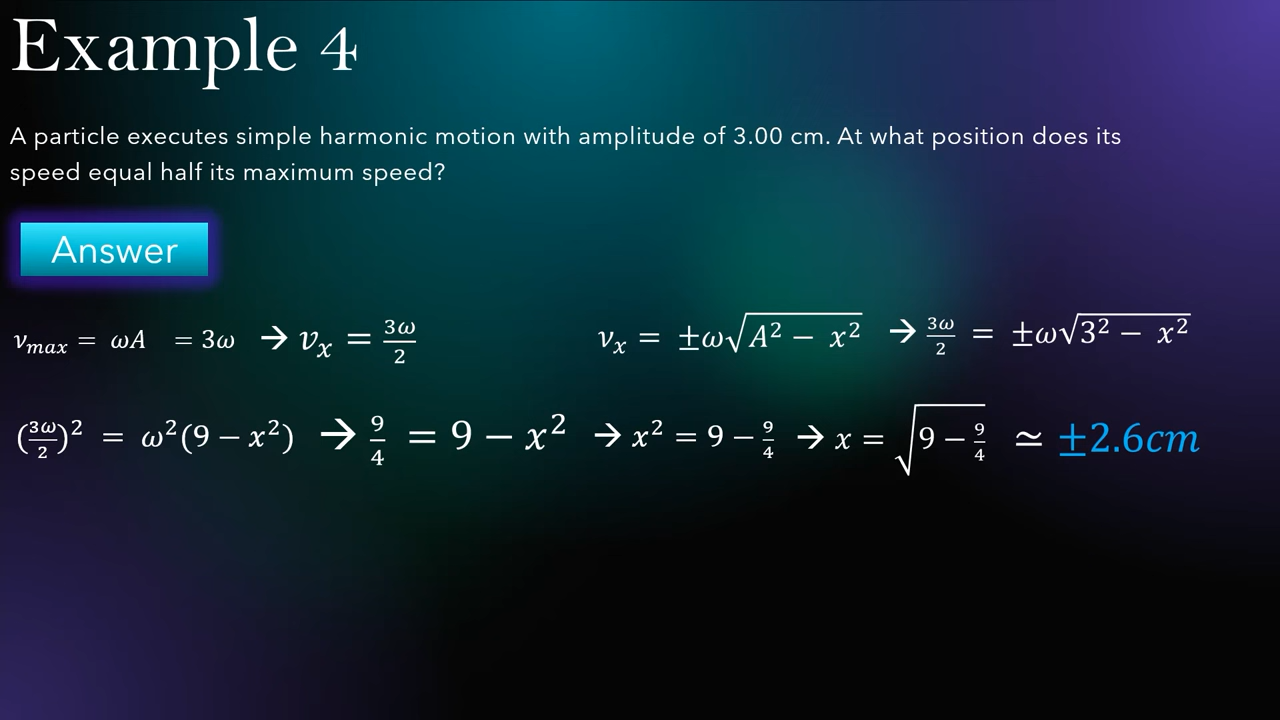 Example 4
A particle executes simple harmonic motion with amplitude of 3.00 cm. At what position does its
speed equal half its maximum speed?
Answer
v_max = ωA = 3ω → v_x = 3ω/2
v_x = ±ω√(A² − x²) → 3ω/2 = ±ω√(3² − x²)
(3ω/2)² = ω²(9 − x²) → 9/4 = 9 − x² → x² = 9 − 9/4 → x = √(9 − 9/4) ≃ ±2.6cm